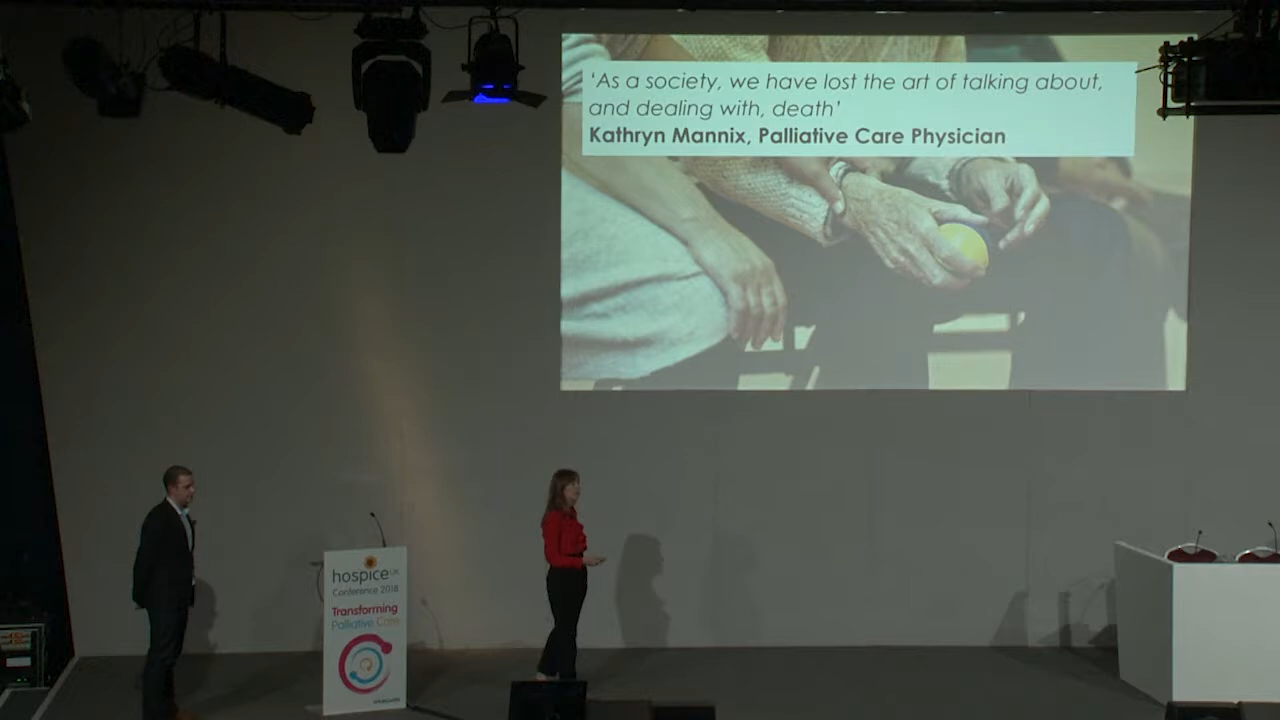 ‘As a society, we have lost the art of talking about,
and dealing with, death’
Kathryn Mannix, Palliative Care Physician
hospice UK
Conference 2018
Transforming
Palliative Care